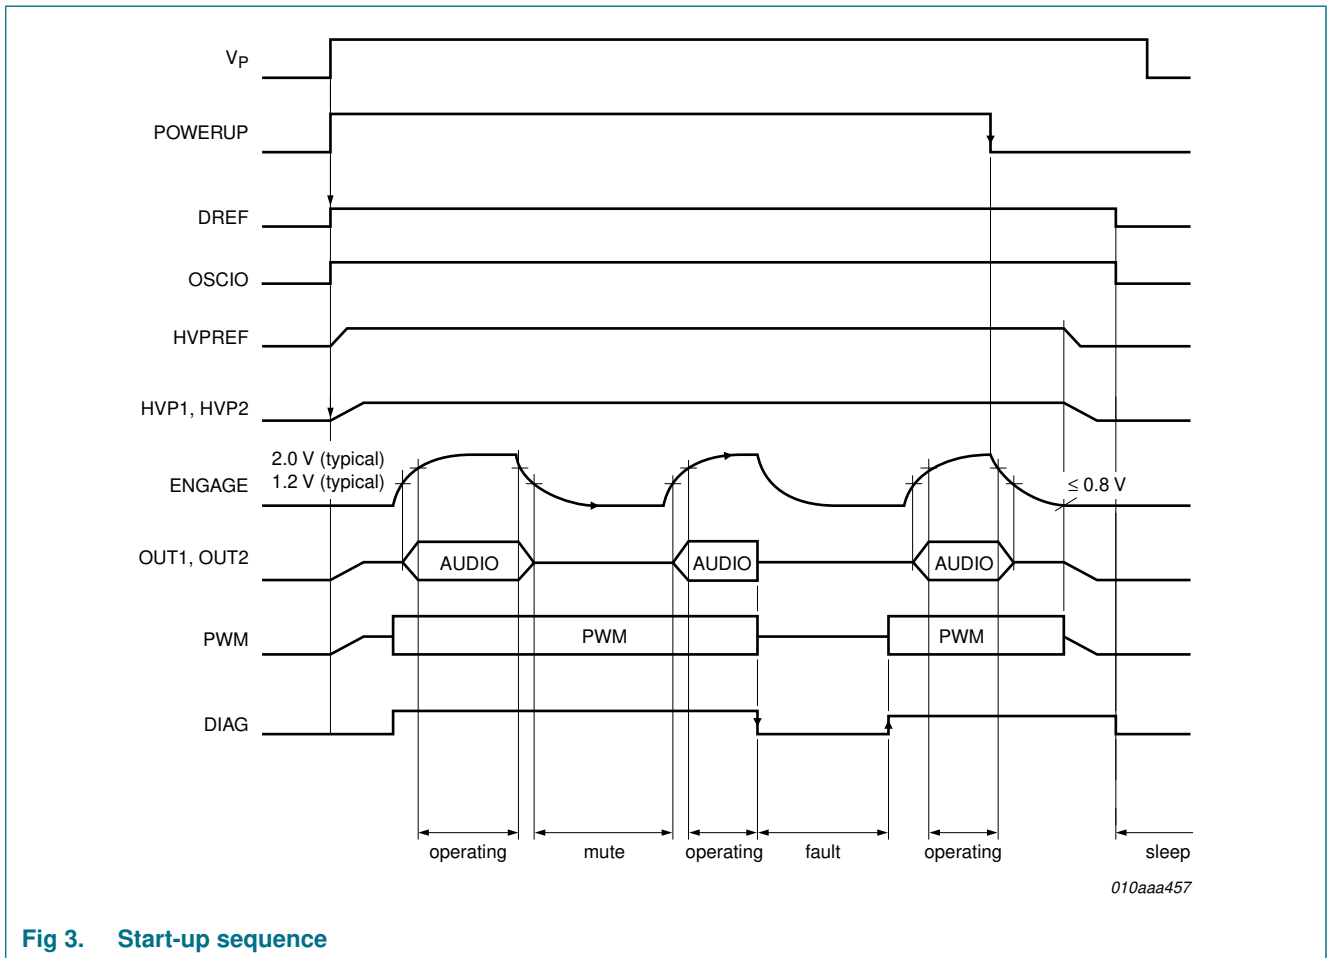 VP
POWERUP
DREF
OSCIO
HVPREF
HVP1, HVP2
2.0 V (typical)
1.2 V (typical)
ENGAGE
≤ 0.8 V
OUT1, OUT2
AUDIO
AUDIO
AUDIO
PWM
PWM
PWM
DIAG
operating
mute
operating
fault
operating
sleep
010aaa457
Fig 3. Start-up sequence